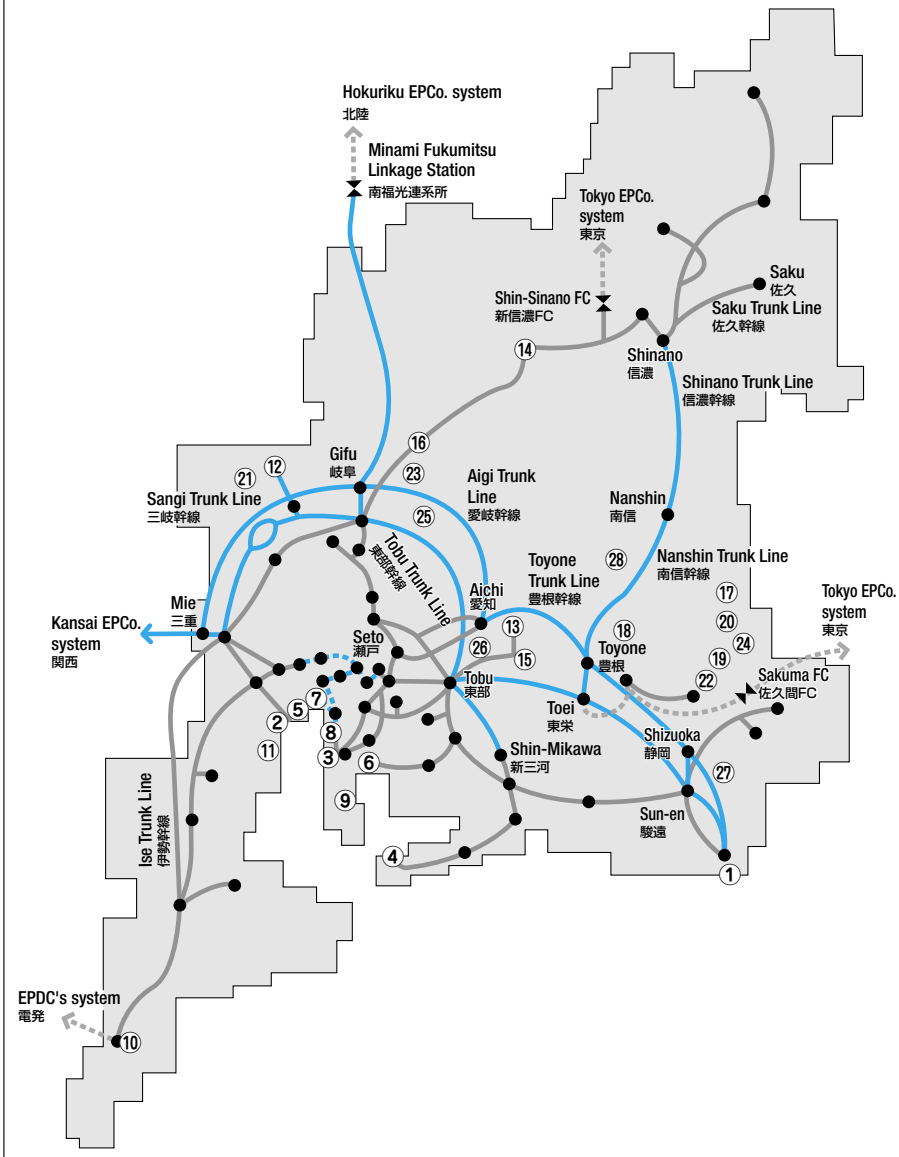 Hokuriku EPCo. system
北陸
Minami Fukumitsu
Linkage Station
南福光連系所
Tokyo EPCo.
system
東京
Shin-Sinano FC
新信濃FC
Saku
佐久
Saku Trunk Line
佐久幹線
Shinano
信濃
⑭
Shinano Trunk Line
信濃幹線
⑯
Gifu
岐阜
㉑
⑫
㉓
Sangi Trunk Line
三岐幹線
Aigi Trunk
Line
愛岐幹線
㉕
Nanshin
南信
Tobu Trunk Line
東部幹線
Toyone
Trunk Line
豊根幹線
㉘
Nanshin Trunk Line
南信幹線
Aichi
愛知
⑰
Tokyo EPCo.
system
東京
Mie
三重
Kansai EPCo.
system
関西
Seto
瀬戸
⑬
㉖
⑮
⑱
Toyone
豊根
⑳
㉔
⑲
㉒
Sakuma FC
佐久間FC
Tobu
東部
Toei
東栄
⑦
⑤
②
⑧
⑪
③
⑥
Shin-Mikawa
新三河
Shizuoka
静岡
㉗
⑨
Sun-en
駿遠
Ise Trunk Line
伊勢幹線
④
①
EPDC's system
電発
⑩